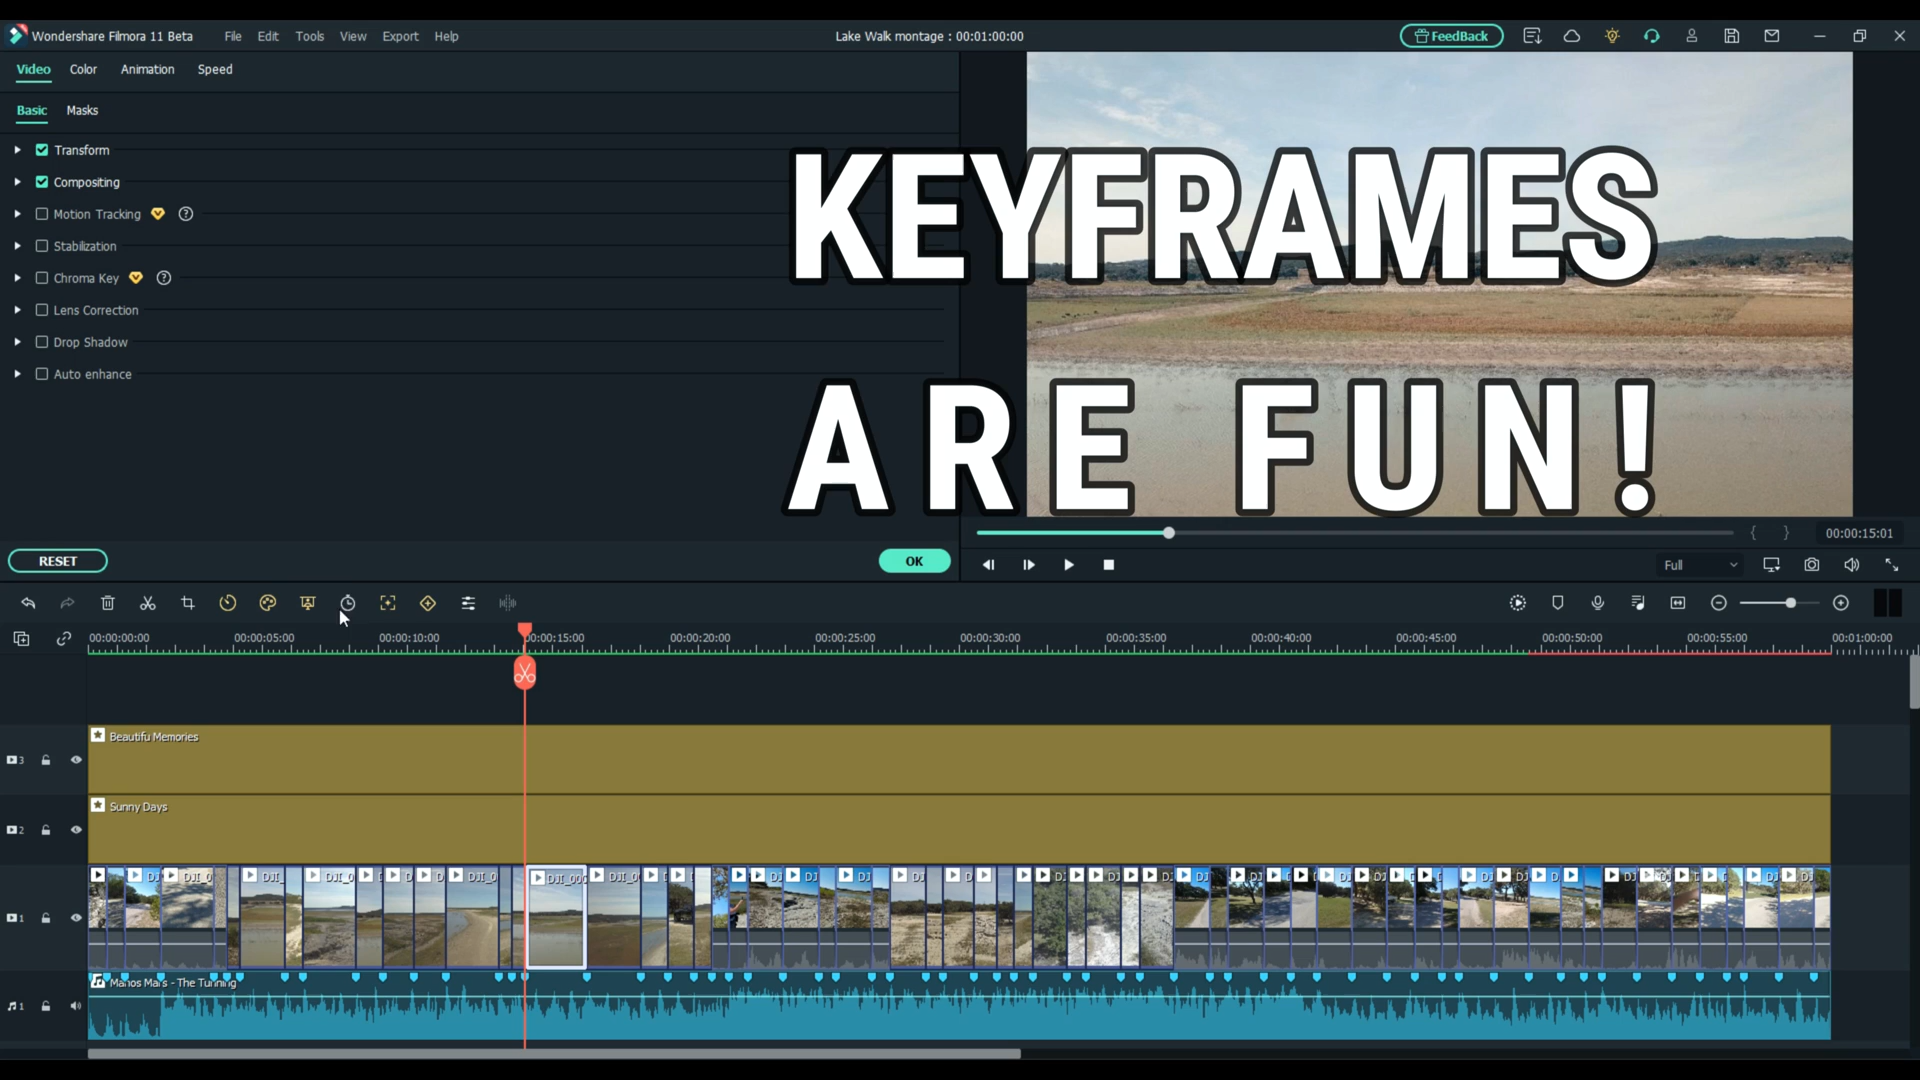 Wondershare Filmora 11 Beta
File Edit Tools View Export Help
Lake Walk montage : 00:01:00:00
FeedBack
Video Color Animation Speed
Basic Masks
Transform
Compositing
Motion Tracking
Stabilization
Chroma Key
Lens Correction
Drop Shadow
Auto enhance
KEYFRAMES
ARE FUN!
RESET
OK
00:00:15:01
Full
00:00:00:00 00:00:05:00 00:00:10:00 00:00:15:00 00:00:20:00 00:00:25:00 00:00:30:00 00:00:35:00 00:00:40:00 00:00:45:00 00:00:50:00 00:00:55:00 00:01:00:00
3 Beautifu Memories
2 Sunny Days
1
1